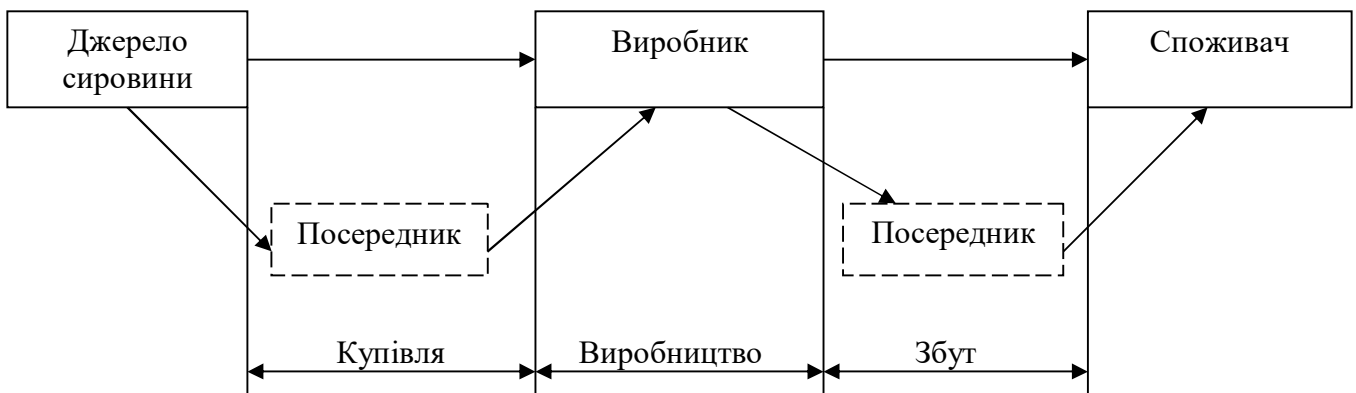 Джерело
сировини
Виробник
Споживач
Посередник
Посередник
Купівля
Виробництво
Збут